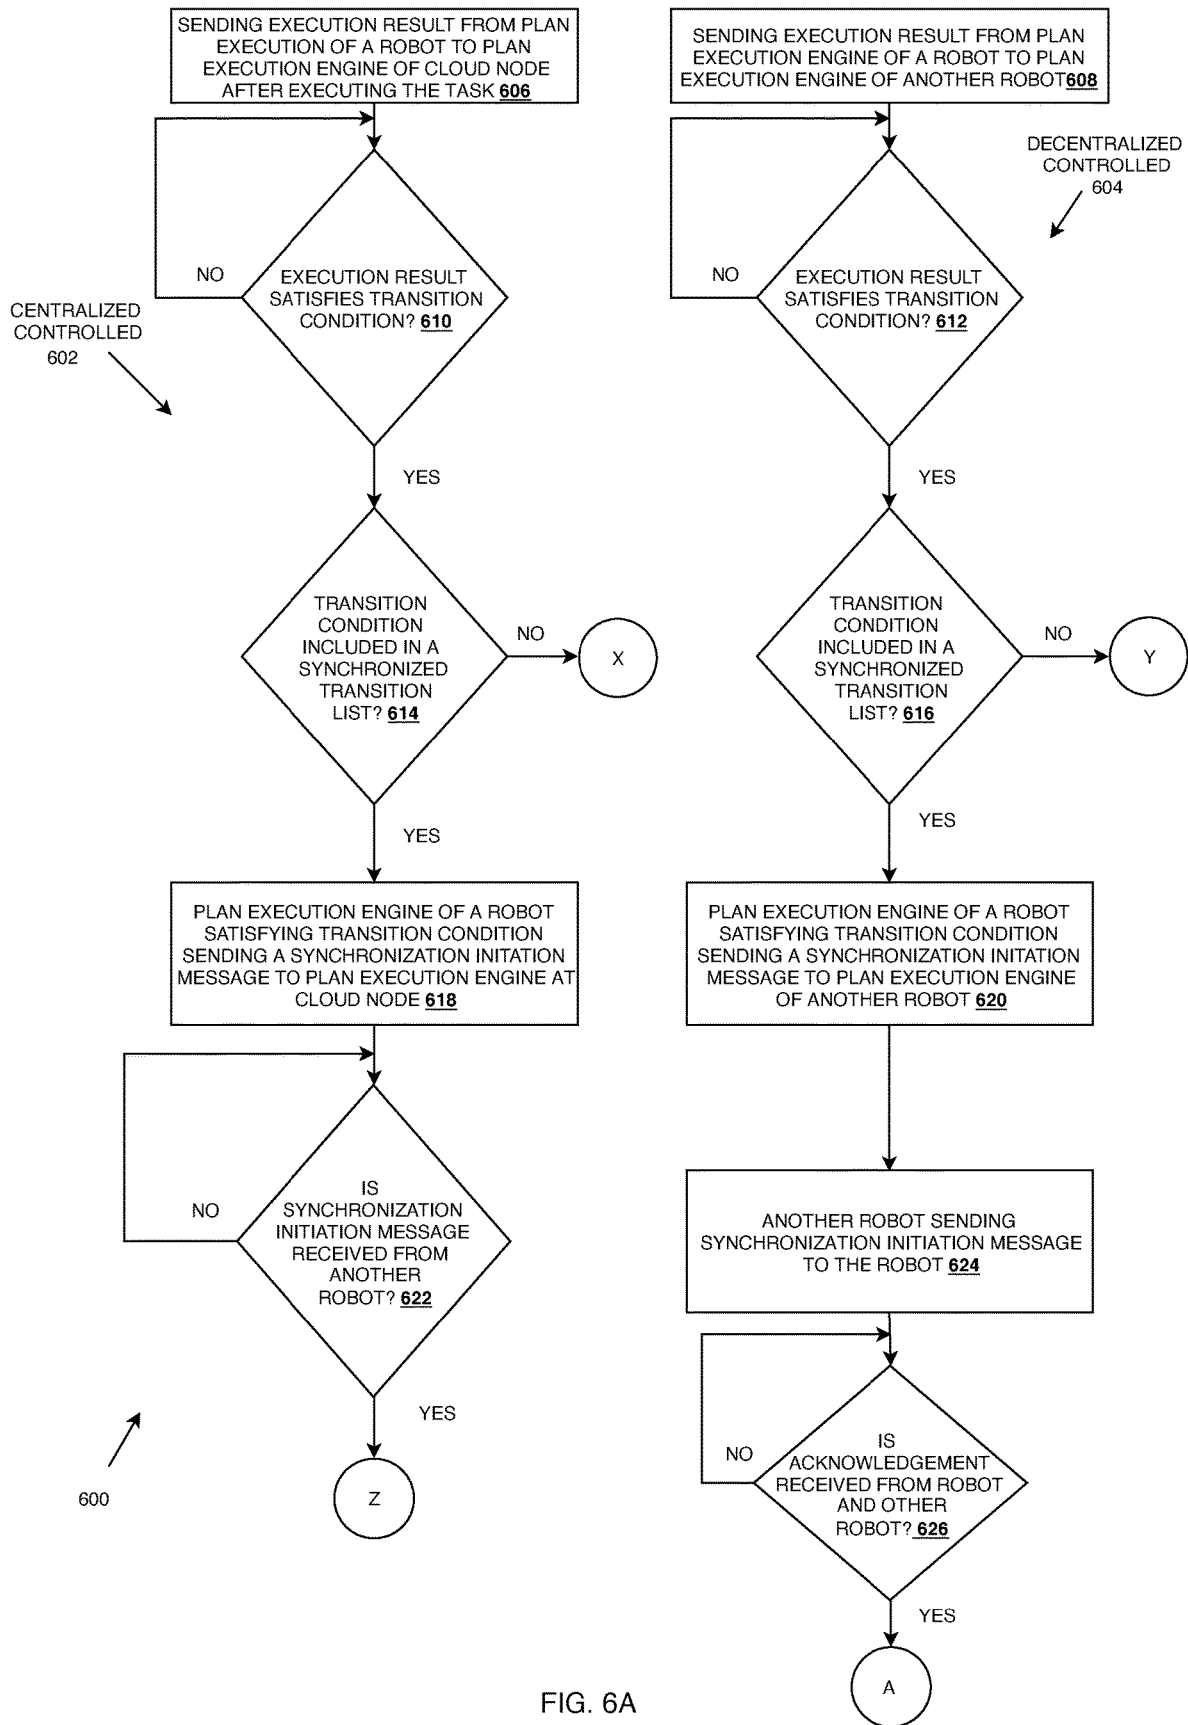 SENDING EXECUTION RESULT FROM PLAN
EXECUTION OF A ROBOT TO PLAN
EXECUTION ENGINE OF CLOUD NODE
AFTER EXECUTING THE TASK 606
SENDING EXECUTION RESULT FROM PLAN
EXECUTION ENGINE OF A ROBOT TO PLAN
EXECUTION ENGINE OF ANOTHER ROBOT608
DECENTRALIZED
CONTROLLED
604
CENTRALIZED
CONTROLLED
602
NO
EXECUTION RESULT
SATISFIES TRANSITION
CONDITION? 610
YES
NO
EXECUTION RESULT
SATISFIES TRANSITION
CONDITION? 612
YES
TRANSITION
CONDITION
INCLUDED IN A
SYNCHRONIZED
TRANSITION
LIST? 614
NO
X
YES
TRANSITION
CONDITION
INCLUDED IN A
SYNCHRONIZED
TRANSITION
LIST? 616
NO
Y
YES
PLAN EXECUTION ENGINE OF A ROBOT
SATISFYING TRANSITION CONDITION
SENDING A SYNCHRONIZATION INITATION
MESSAGE TO PLAN EXECUTION ENGINE AT
CLOUD NODE 618
PLAN EXECUTION ENGINE OF A ROBOT
SATISFYING TRANSITION CONDITION
SENDING A SYNCHRONIZATION INITATION
MESSAGE TO PLAN EXECUTION ENGINE
OF ANOTHER ROBOT 620
NO
IS
SYNCHRONIZATION
INITIATION MESSAGE
RECEIVED FROM
ANOTHER
ROBOT? 622
YES
Z
ANOTHER ROBOT SENDING
SYNCHRONIZATION INITIATION MESSAGE
TO THE ROBOT 624
NO
IS
ACKNOWLEDGEMENT
RECEIVED FROM ROBOT
AND OTHER
ROBOT? 626
YES
A
600
FIG. 6A